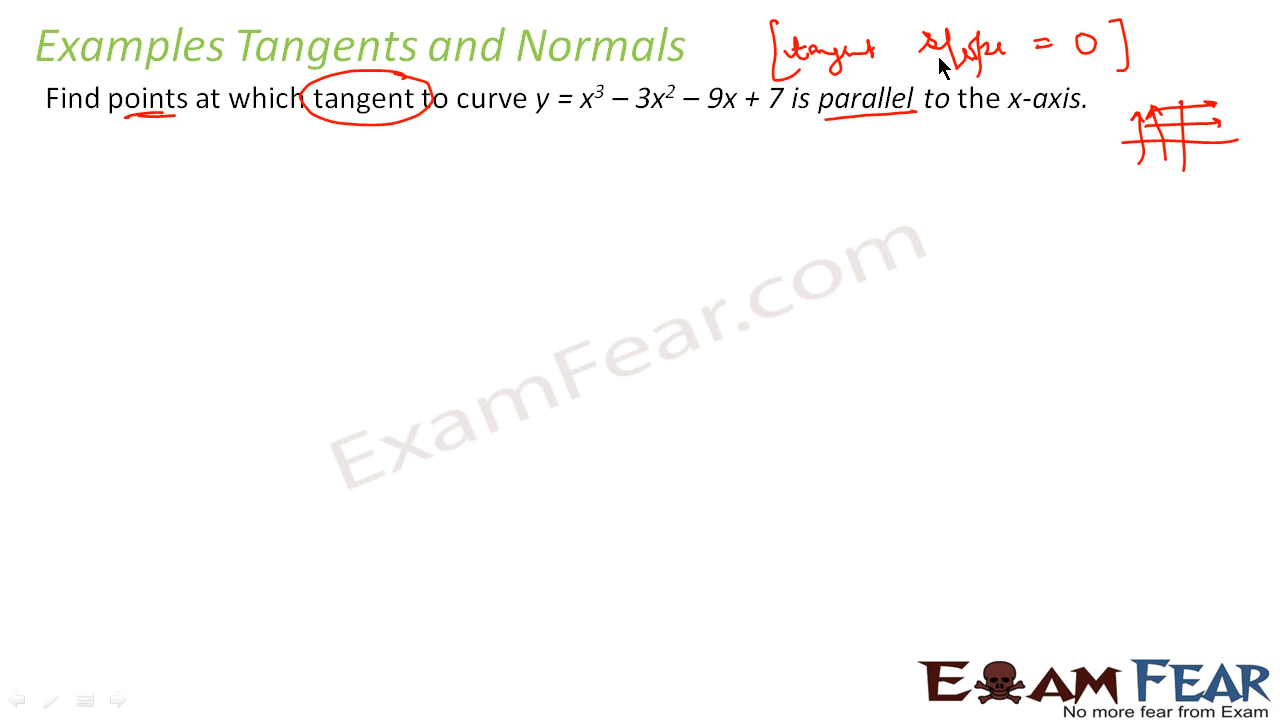 Examples Tangents and Normals [tangent slope = 0]
Find points at which tangent to curve y = x³ – 3x² – 9x + 7 is parallel to the x-axis.
ExamFear.com
EXAM FEAR
No more fear from Exam